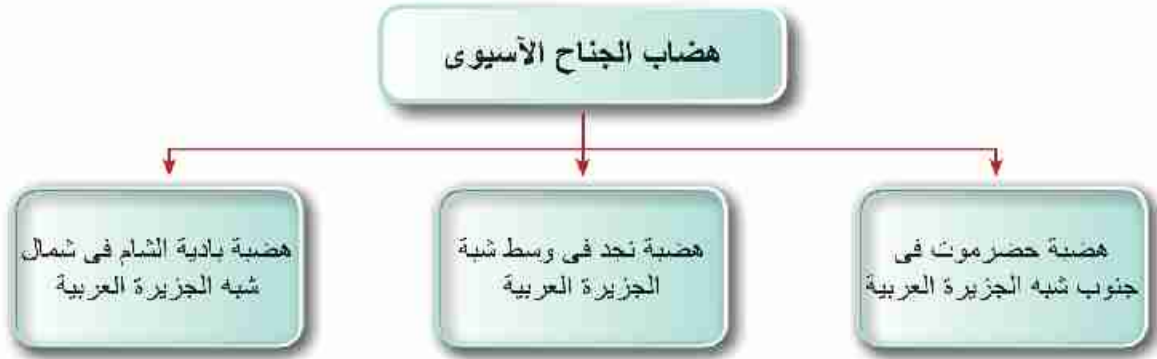 هضاب الجناح الآسيوى
هضبة حضرموت فى
جنوب شبه الجزيرة العربية
هضبة نجد فى وسط شبة
الجزيرة العربية
هضبة بادية الشام فى شمال
شبه الجزيرة العربية